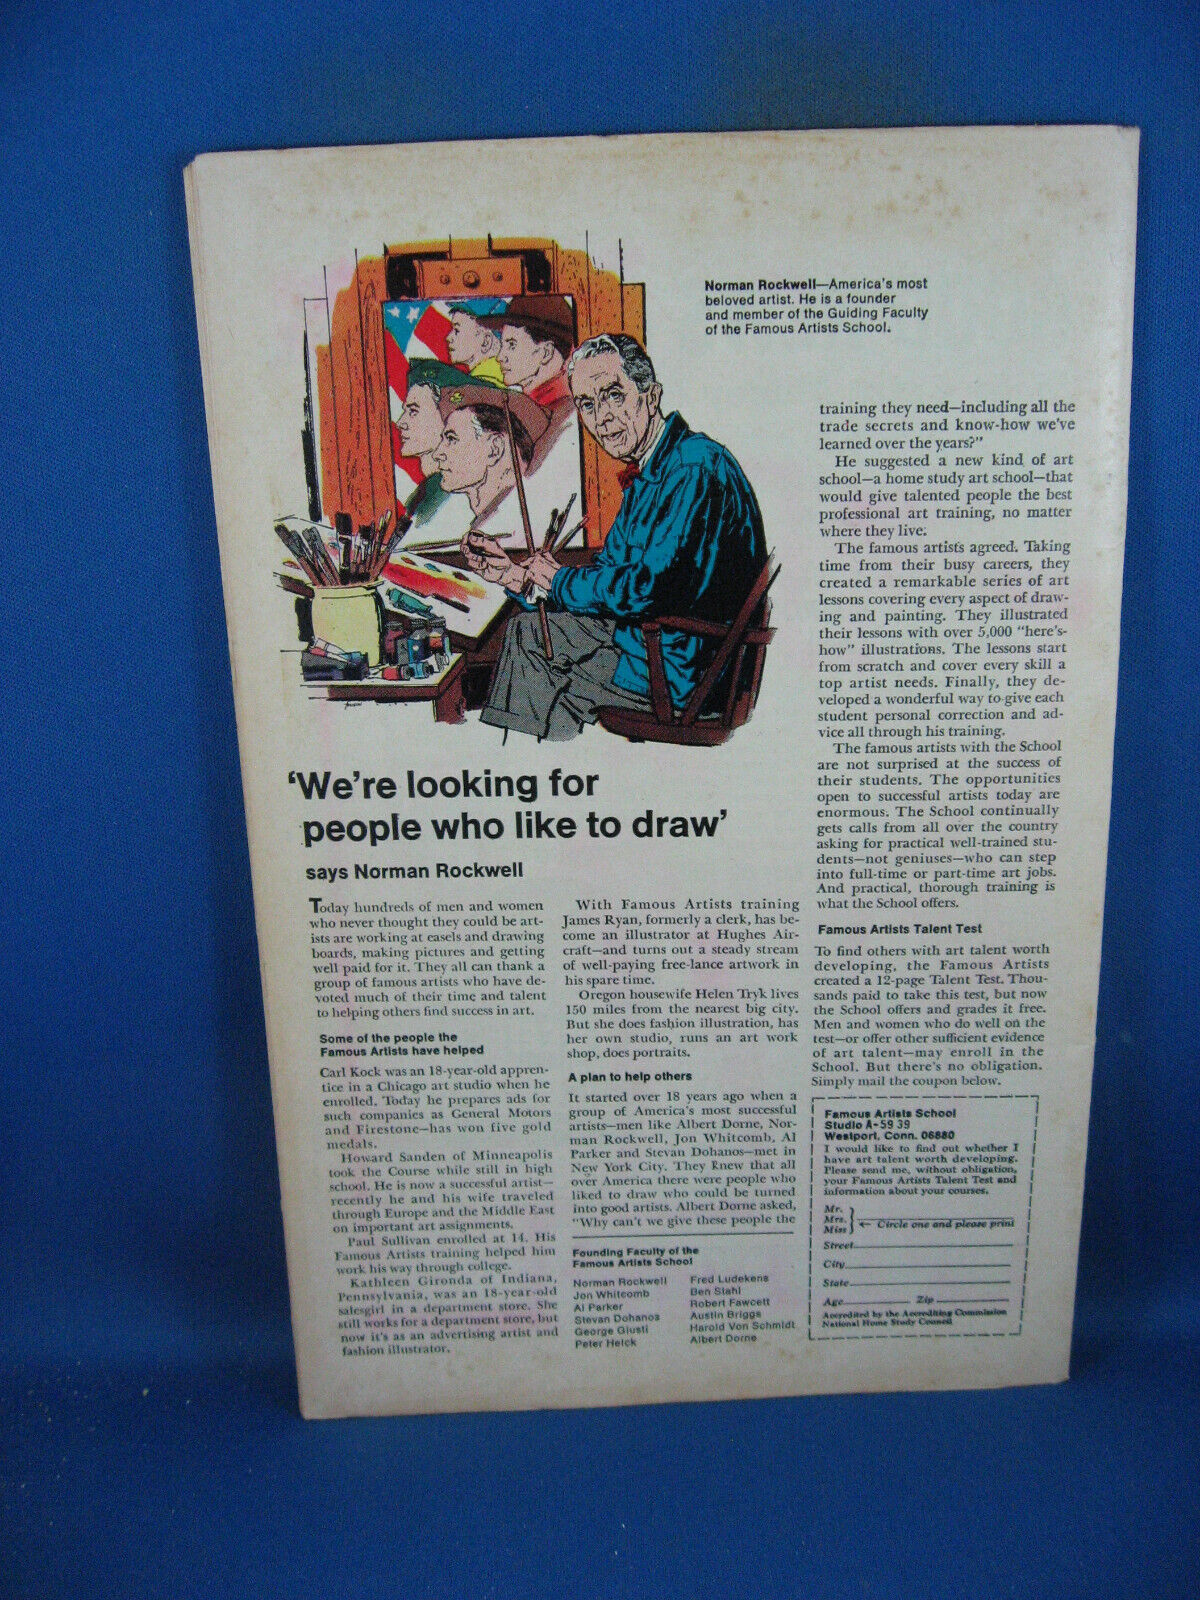 Norman Rockwell—America's most
beloved artist. He is a founder
and member of the Guiding Faculty
of the Famous Artists School.
'We're looking for
people who like to draw'
says Norman Rockwell
Today hundreds of men and women
who never thought they could be art-
ists are working at easels and drawing
boards, making pictures and getting
well paid for it. They all can thank a
group of famous artists who have de-
voted much of their time and talent
to helping others find success in art.
Some of the people the
Famous Artists have helped
Carl Kock was an 18-year-old appren-
tice in a Chicago art studio when he
enrolled. Today he prepares ads for
such companies as General Motors
and Firestone—has won five gold
medals.
Howard Sanden of Minneapolis
took the Course while still in high
school. He is now a successful artist—
recently he and his wife traveled
through Europe and the Middle East
on important art assignments.
Paul Sullivan enrolled at 14. His
Famous Artists training helped him
work his way through college.
Kathleen Gironda of Indiana,
Pennsylvania, was an 18-year-old
salesgirl in a department store. She
still works for a department store, but
now it's as an advertising artist and
fashion illustrator.
With Famous Artists training
James Ryan, formerly a clerk, has be-
come an illustrator at Hughes Air-
craft—and turns out a steady stream
of well-paying free-lance artwork in
his spare time.
Oregon housewife Helen Tryk lives
150 miles from the nearest big city.
But she does fashion illustration, has
her own studio, runs an art work
shop, does portraits.
A plan to help others
It started over 18 years ago when a
group of America's most successful
artists—men like Albert Dorne, Nor-
man Rockwell, Jon Whitcomb, Al
Parker and Stevan Dohanos—met in
New York City. They knew that all
over America there were people who
liked to draw who could be turned
into good artists. Albert Dorne asked,
"Why can't we give these people the
Founding Faculty of the
Famous Artists School
Norman Rockwell
Jon Whitcomb
Al Parker
Stevan Dohanos
George Giusti
Peter Helck
Fred Ludekens
Ben Stahl
Robert Fawcett
Austin Briggs
Harold Von Schmidt
Albert Dorne
training they need—including all the
trade secrets and know-how we've
learned over the years?"
He suggested a new kind of art
school—a home study art school—that
would give talented people the best
professional art training, no matter
where they live.
The famous artists agreed. Taking
time from their busy careers, they
created a remarkable series of art
lessons covering every aspect of draw-
ing and painting. They illustrated
their lessons with over 5,000 "here's-
how" illustrations. The lessons start
from scratch and cover every skill a
top artist needs. Finally, they de-
veloped a wonderful way to give each
student personal correction and ad-
vice all through his training.
The famous artists with the School
are not surprised at the success of
their students. The opportunities
open to successful artists today are
enormous. The School continually
gets calls from all over the country
asking for practical well-trained stu-
dents—not geniuses—who can step
into full-time or part-time art jobs.
And practical, thorough training is
what the School offers.
Famous Artists Talent Test
To find others with art talent worth
developing, the Famous Artists
created a 12-page Talent Test. Thou-
sands paid to take this test, but now
the School offers and grades it free.
Men and women who do well on the
test—or offer other sufficient evidence
of art talent—may enroll in the
School. But there's no obligation.
Simply mail the coupon below.
Famous Artists School
Studio A-5939
Westport, Conn. 06880
I would like to find out whether I
have art talent worth developing.
Please send me, without obligation,
your Famous Artists Talent Test and
information about your courses.
Mr.
Mrs. ← Circle one and please print
Miss
Street
City
State
Age Zip
Accredited by the Accrediting Commission
National Home Study Council